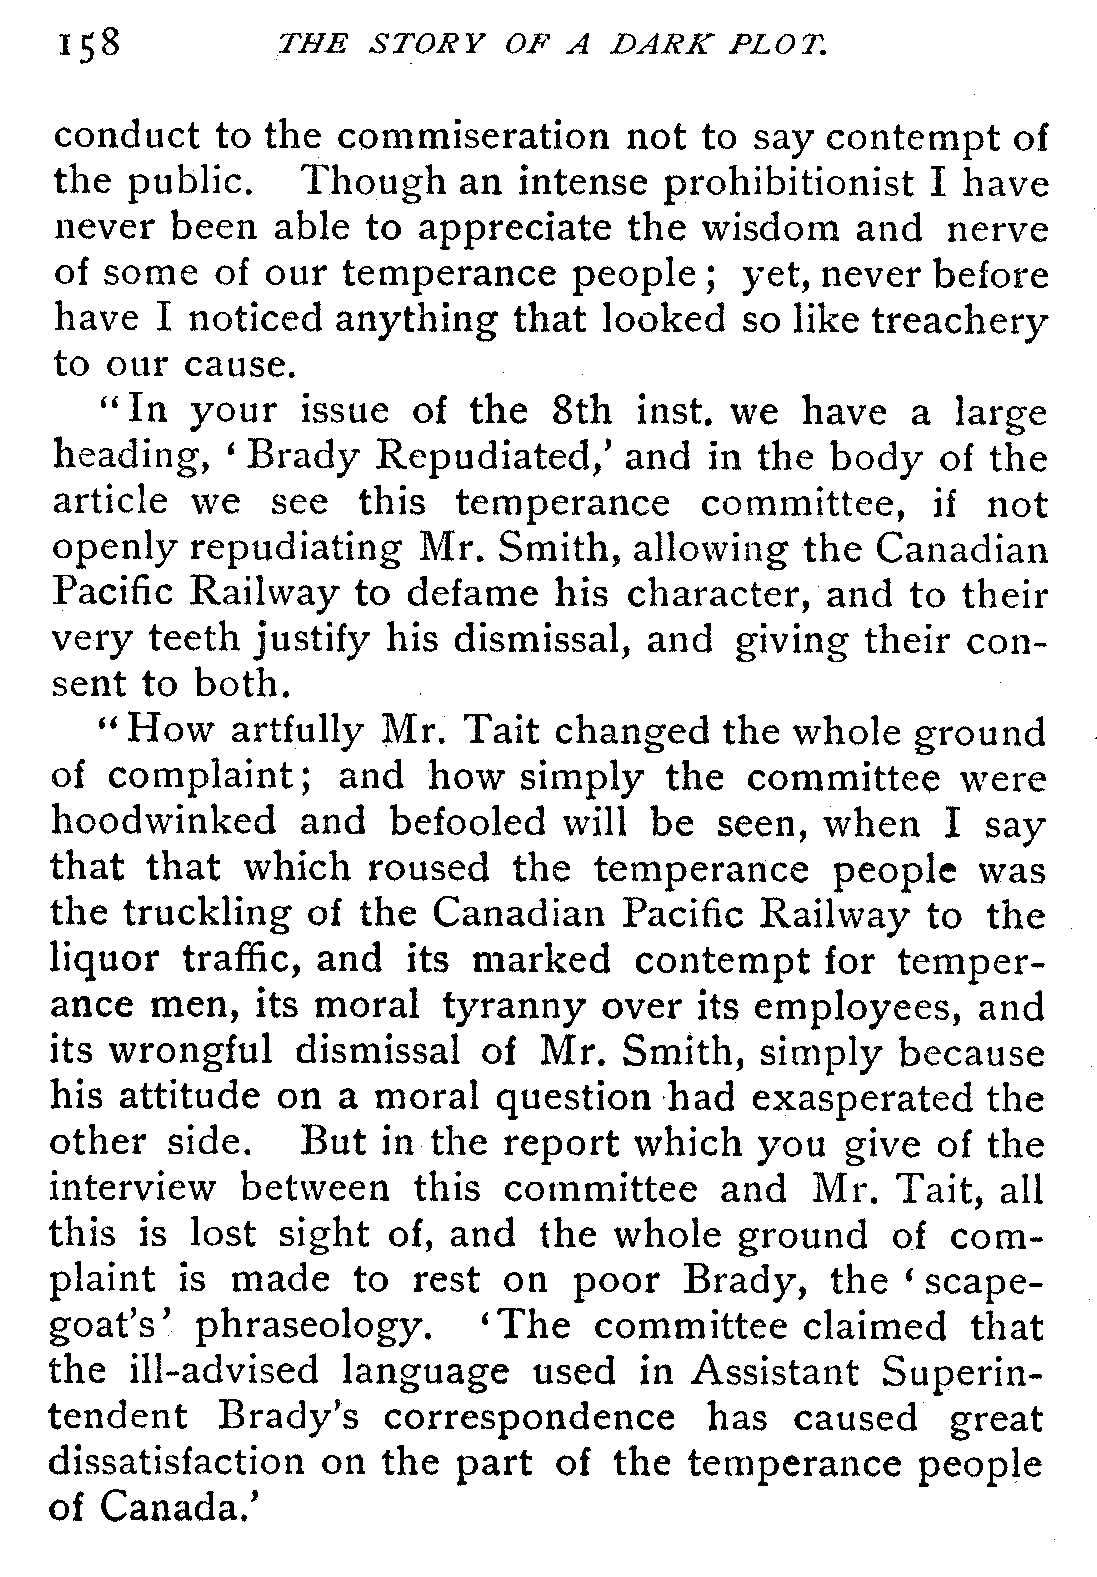 158 THE STORY OF A DARK PLOT.
conduct to the commiseration not to say contempt of
the public. Though an intense prohibitionist I have
never been able to appreciate the wisdom and nerve
of some of our temperance people; yet, never before
have I noticed anything that looked so like treachery
to our cause.
"In your issue of the 8th inst. we have a large
heading, 'Brady Repudiated,' and in the body of the
article we see this temperance committee, if not
openly repudiating Mr. Smith, allowing the Canadian
Pacific Railway to defame his character, and to their
very teeth justify his dismissal, and giving their con-
sent to both.
"How artfully Mr. Tait changed the whole ground
of complaint; and how simply the committee were
hoodwinked and befooled will be seen, when I say
that that which roused the temperance people was
the truckling of the Canadian Pacific Railway to the
liquor traffic, and its marked contempt for temper-
ance men, its moral tyranny over its employees, and
its wrongful dismissal of Mr. Smith, simply because
his attitude on a moral question had exasperated the
other side. But in the report which you give of the
interview between this committee and Mr. Tait, all
this is lost sight of, and the whole ground of com-
plaint is made to rest on poor Brady, the 'scape-
goat's' phraseology. 'The committee claimed that
the ill-advised language used in Assistant Superin-
tendent Brady's correspondence has caused great
dissatisfaction on the part of the temperance people
of Canada.'